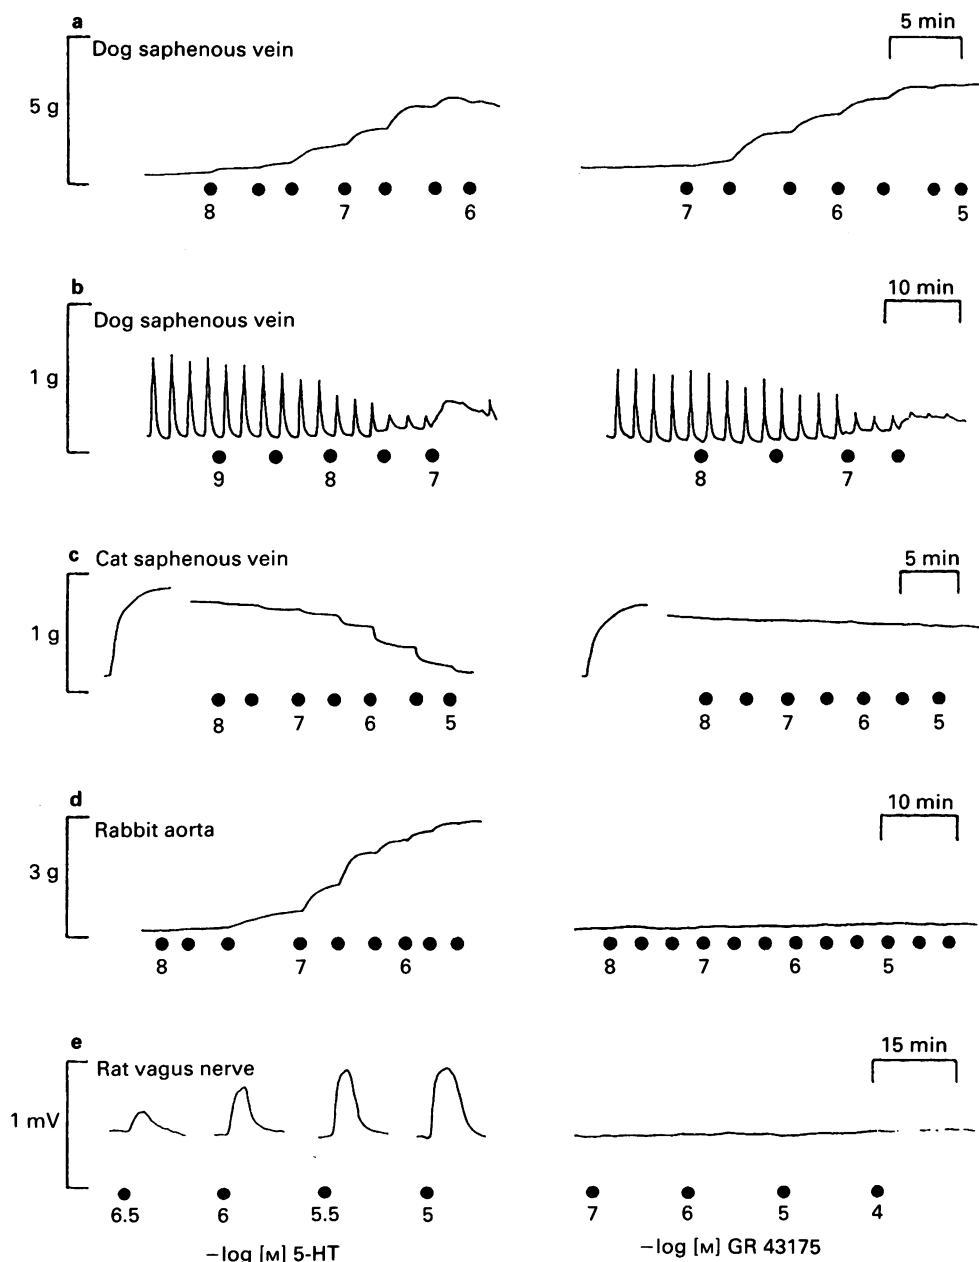 a
Dog saphenous vein
5 min
5 g
8 7 6
7 6 5
b
Dog saphenous vein
10 min
1 g
9 8 7
8 7
c Cat saphenous vein
5 min
1 g
8 7 6 5
8 7 6 5
d
Rabbit aorta
10 min
3 g
8 7 6
8 7 6 5
e
Rat vagus nerve
15 min
1 mV
6.5 6 5.5 5
7 6 5 4
−log [M] 5-HT
−log [M] GR 43175